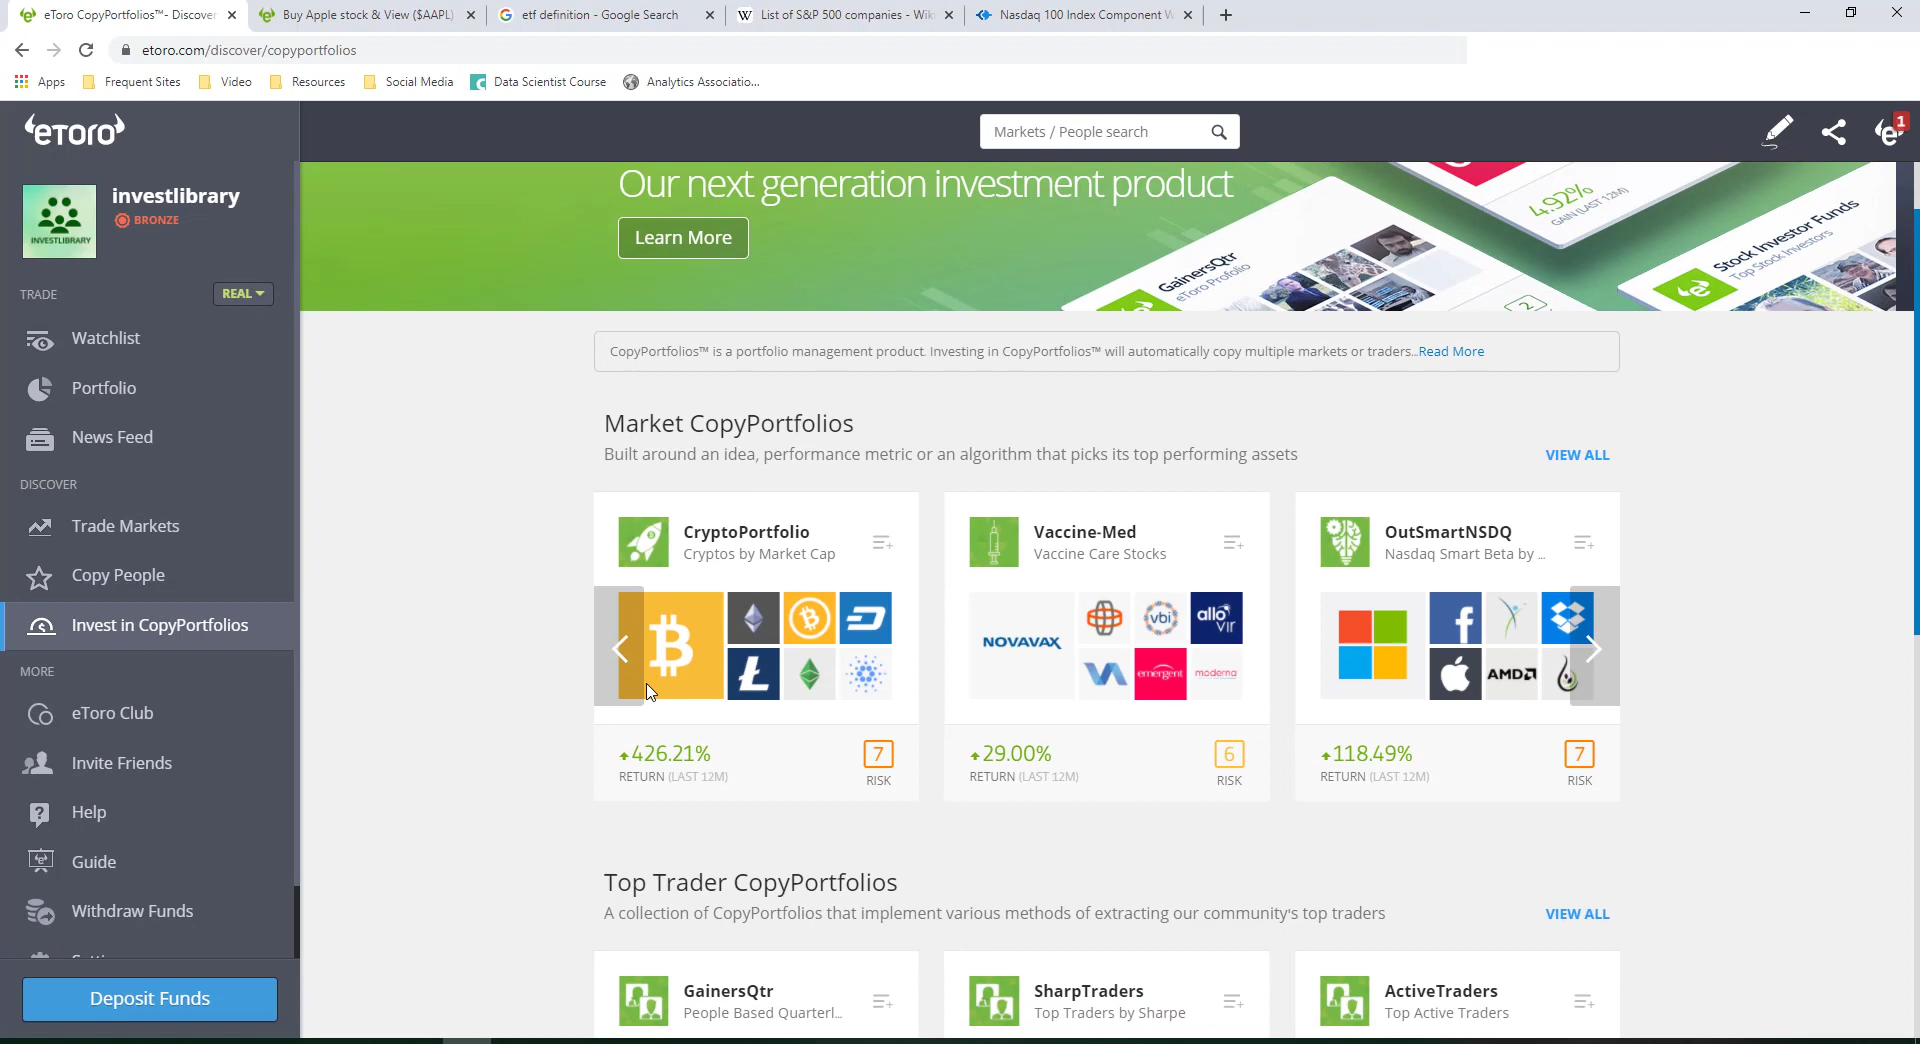 eToro CopyPortfolios™- Discover
Buy Apple stock & View ($AAPL)
etf definition - Google Search
List of S&P 500 companies - Wiki
Nasdaq 100 Index Component W
etoro.com/discover/copyportfolios
Apps
Frequent Sites
Video
Resources
Social Media
Data Scientist Course
Analytics Associatio...
eTORO
Markets / People search
1
INVESTLIBRARY
investlibrary
BRONZE
TRADE
REAL
Watchlist
Portfolio
News Feed
DISCOVER
Trade Markets
Copy People
Invest in CopyPortfolios
MORE
eToro Club
Invite Friends
Help
Guide
Withdraw Funds
Deposit Funds
Our next generation investment product
Learn More
GainersQtr
eToro Profolio
4.92%
GAIN (LAST 12M)
2
Stock Investor Funds
Top Stock Investors
CopyPortfolios™ is a portfolio management product. Investing in CopyPortfolios™ will automatically copy multiple markets or traders...Read More
Market CopyPortfolios
Built around an idea, performance metric or an algorithm that picks its top performing assets
VIEW ALL
CryptoPortfolio
Cryptos by Market Cap
426.21%
RETURN (LAST 12M)
7
RISK
Vaccine-Med
Vaccine Care Stocks
NOVAVAX
vbi
allo vir
emergent
moderna
29.00%
RETURN (LAST 12M)
6
RISK
OutSmartNSDQ
Nasdaq Smart Beta by ...
AMD
118.49%
RETURN (LAST 12M)
7
RISK
Top Trader CopyPortfolios
A collection of CopyPortfolios that implement various methods of extracting our community's top traders
VIEW ALL
GainersQtr
People Based Quarterl...
SharpTraders
Top Traders by Sharpe
ActiveTraders
Top Active Traders